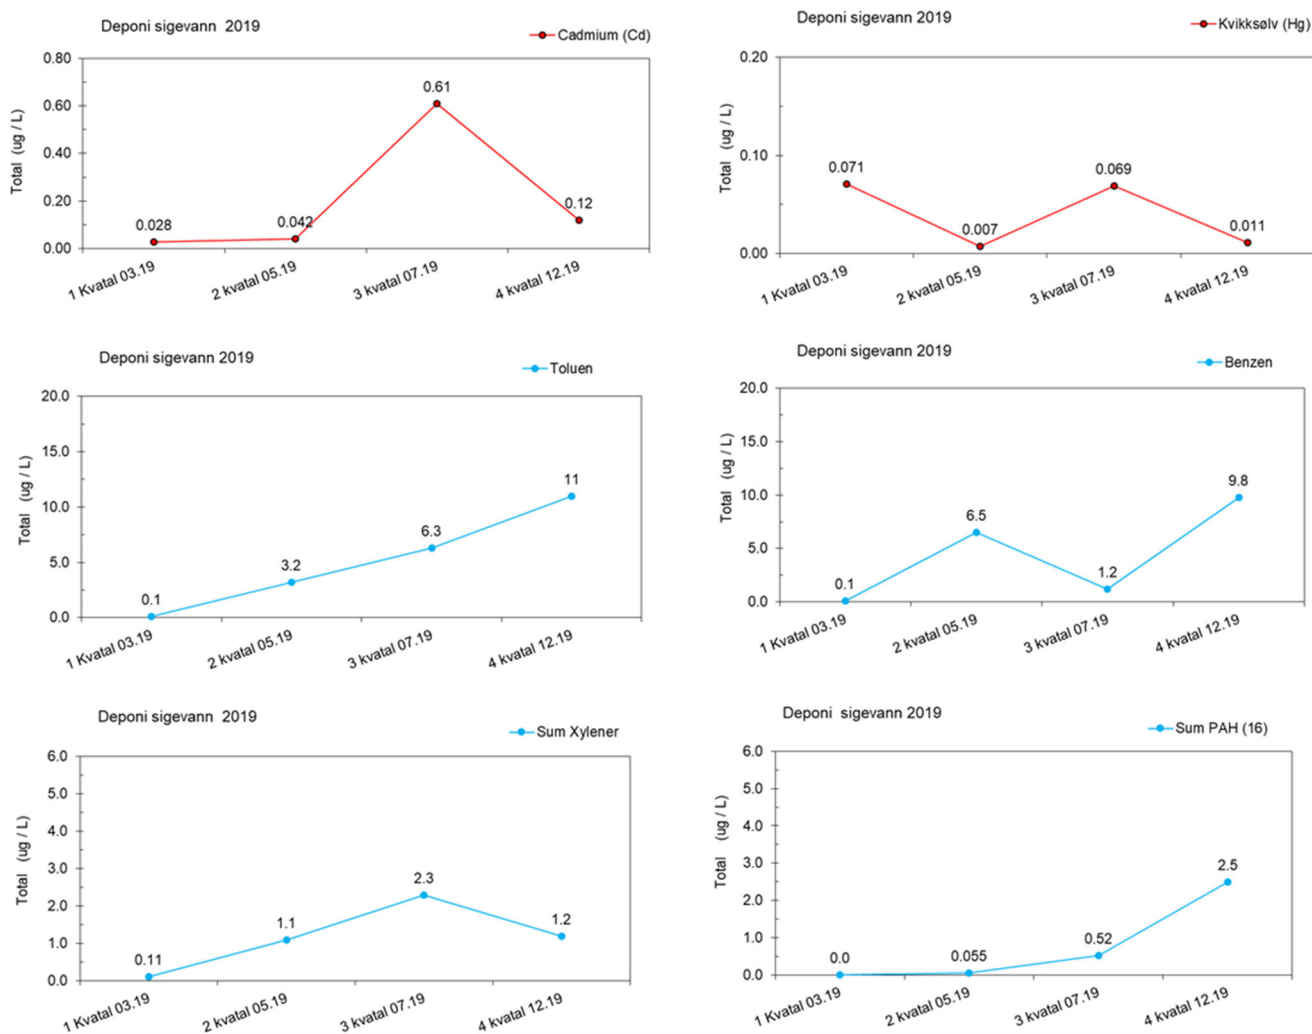 Deponi sigevann 2019
Cadmium (Cd)
Total (ug / L)
0.80
0.60
0.40
0.20
0.00
0.028
0.042
0.61
0.12
1 Kvatal 03.19
2 kvatal 05.19
3 kvatal 07.19
4 kvatal 12.19
Deponi sigevann 2019
Kvikksølv (Hg)
Total (ug / L)
0.20
0.10
0.00
0.071
0.007
0.069
0.011
1 Kvatal 03.19
2 kvatal 05.19
3 kvatal 07.19
4 kvatal 12.19
Deponi sigevann 2019
Toluen
Total (ug / L)
20.0
15.0
10.0
5.0
0.0
0.1
3.2
6.3
11
1 Kvatal 03.19
2 kvatal 05.19
3 kvatal 07.19
4 kvatal 12.19
Deponi sigevann 2019
Benzen
Total (ug / L)
20.0
15.0
10.0
5.0
0.0
0.1
6.5
1.2
9.8
1 Kvatal 03.19
2 kvatal 05.19
3 kvatal 07.19
4 kvatal 12.19
Deponi sigevann 2019
Sum Xylener
Total (ug / L)
6.0
5.0
4.0
3.0
2.0
1.0
0.0
0.11
1.1
2.3
1.2
1 Kvatal 03.19
2 kvatal 05.19
3 kvatal 07.19
4 kvatal 12.19
Deponi sigevann 2019
Sum PAH (16)
Total (ug / L)
6.0
5.0
4.0
3.0
2.0
1.0
0.0
0.0
0.055
0.52
2.5
1 Kvatal 03.19
2 kvatal 05.19
3 kvatal 07.19
4 kvatal 12.19